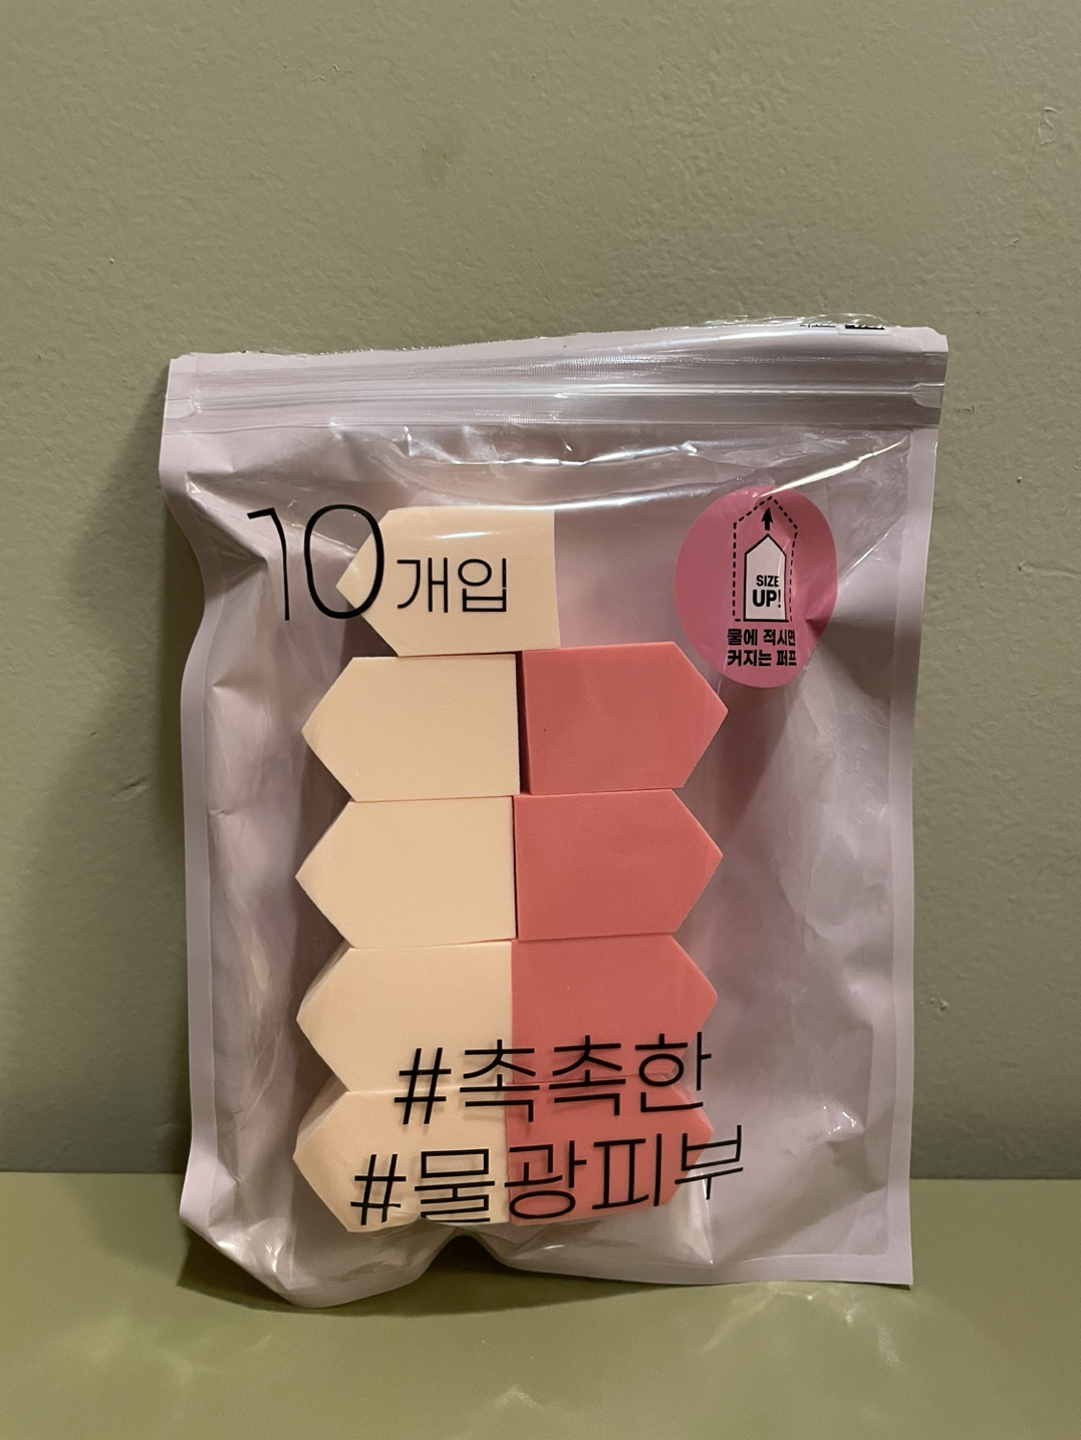 10개입
SIZE
UP!
물에 적시면
커지는 퍼프
#촉촉한
#물광피부